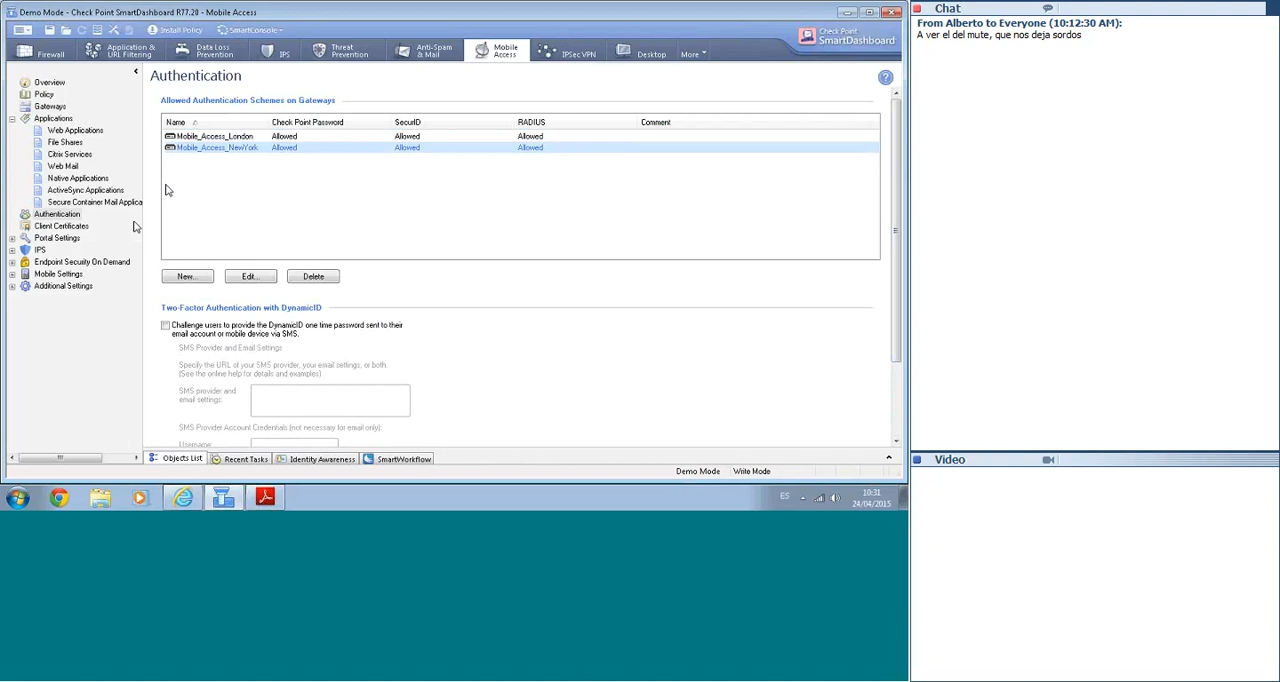 Demo Mode - Check Point SmartDashboard R77.20 - Mobile Access
Install Policy
SmartConsole
Firewall
Application &
URL Filtering
Data Loss
Prevention
IPS
Threat
Prevention
Anti-Spam
& Mail
Mobile
Access
IPSec VPN
Desktop
More
Check Point
SmartDashboard
Overview
Policy
Gateways
Applications
Web Applications
File Shares
Citrix Services
Web Mail
Native Applications
ActiveSync Applications
Secure Container Mail Applica
Authentication
Client Certificates
Portal Settings
IPS
Endpoint Security On Demand
Mobile Settings
Additional Settings
Authentication
Allowed Authentication Schemes on Gateways
Name Check Point Password SecurID RADIUS Comment
Mobile_Access_London Allowed Allowed Allowed
Mobile_Access_NewYork Allowed Allowed Allowed
New...
Edit...
Delete
Two-Factor Authentication with DynamicID
Challenge users to provide the DynamicID one time password sent to their
email account or mobile device via SMS.
SMS Provider and Email Settings
Specify the URL of your SMS provider, your email settings, or both.
(See the online help for details and examples)
SMS provider and
email settings:
SMS Provider Account Credentials (not necessary for email only):
Username:
Objects List
Recent Tasks
Identity Awareness
SmartWorkflow
Demo Mode
Write Mode
ES
10:31
24/04/2015
Chat
From Alberto to Everyone (10:12:30 AM):
A ver el del mute, que nos deja sordos
Video